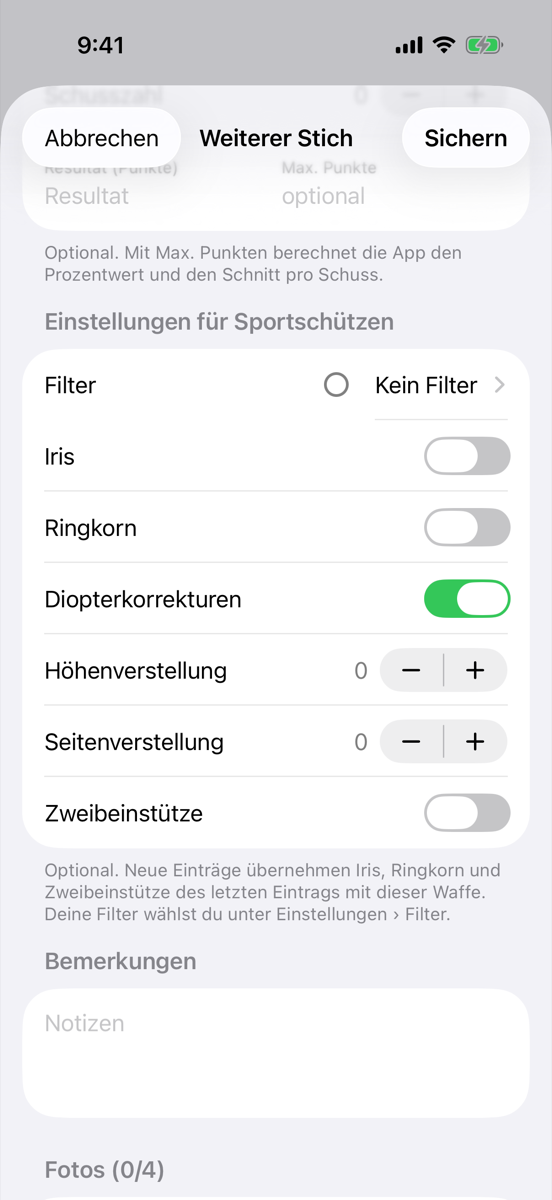 9:41
Schusszahl 0
Abbrechen Weiterer Stich Sichern
Resultat (Punkte) Max. Punkte
Resultat optional
Optional. Mit Max. Punkten berechnet die App den
Prozentwert und den Schnitt pro Schuss.
Einstellungen für Sportschützen
Filter Kein Filter
Iris
Ringkorn
Diopterkorrekturen
Höhenverstellung 0 − +
Seitenverstellung 0 − +
Zweibeinstütze
Optional. Neue Einträge übernehmen Iris, Ringkorn und
Zweibeinstütze des letzten Eintrags mit dieser Waffe.
Deine Filter wählst du unter Einstellungen › Filter.
Bemerkungen
Notizen
Fotos (0/4)